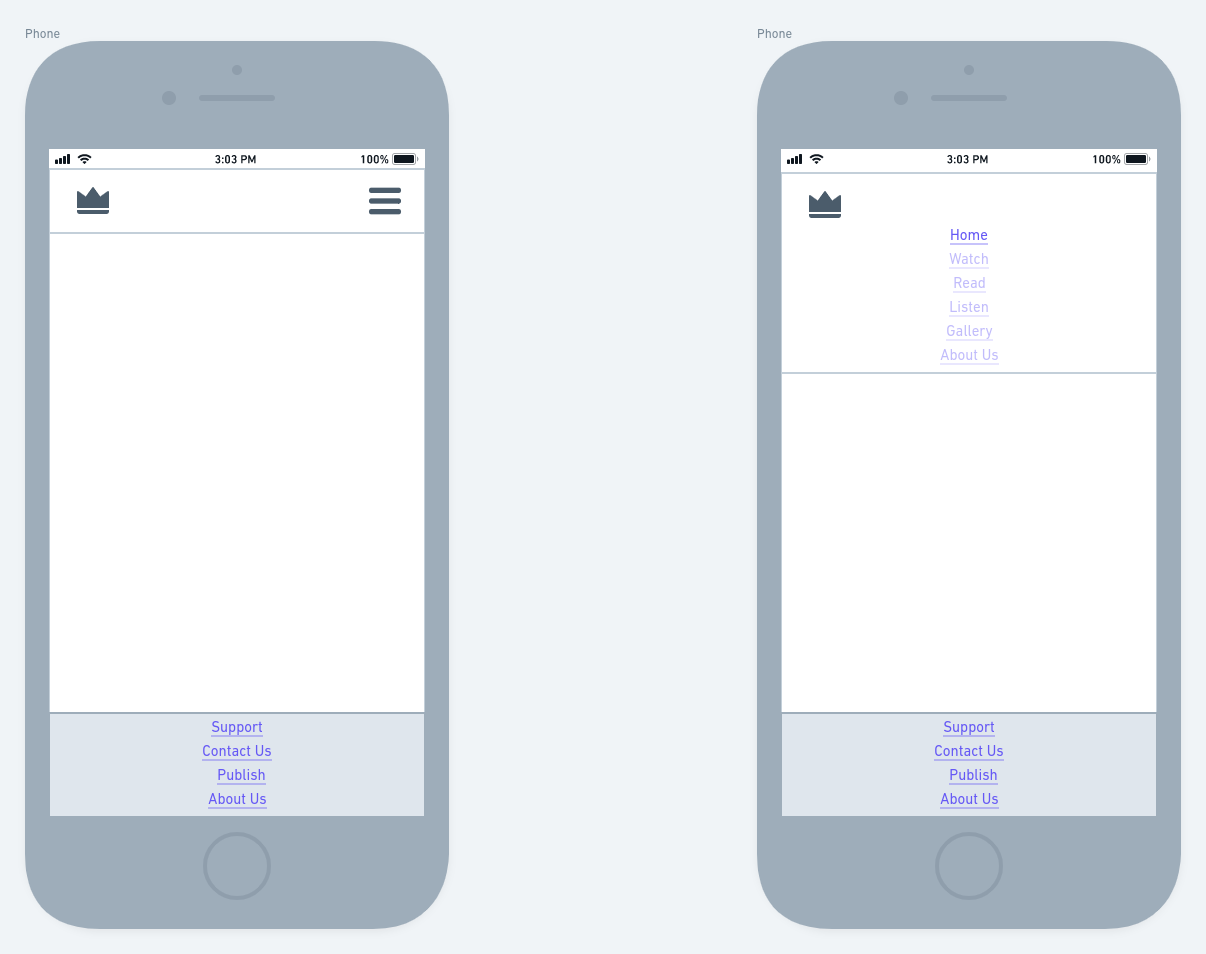 Phone
3:03 PM
100%
Support
Contact Us
Publish
About Us
Phone
3:03 PM
100%
Home
Watch
Read
Listen
Gallery
About Us
Support
Contact Us
Publish
About Us